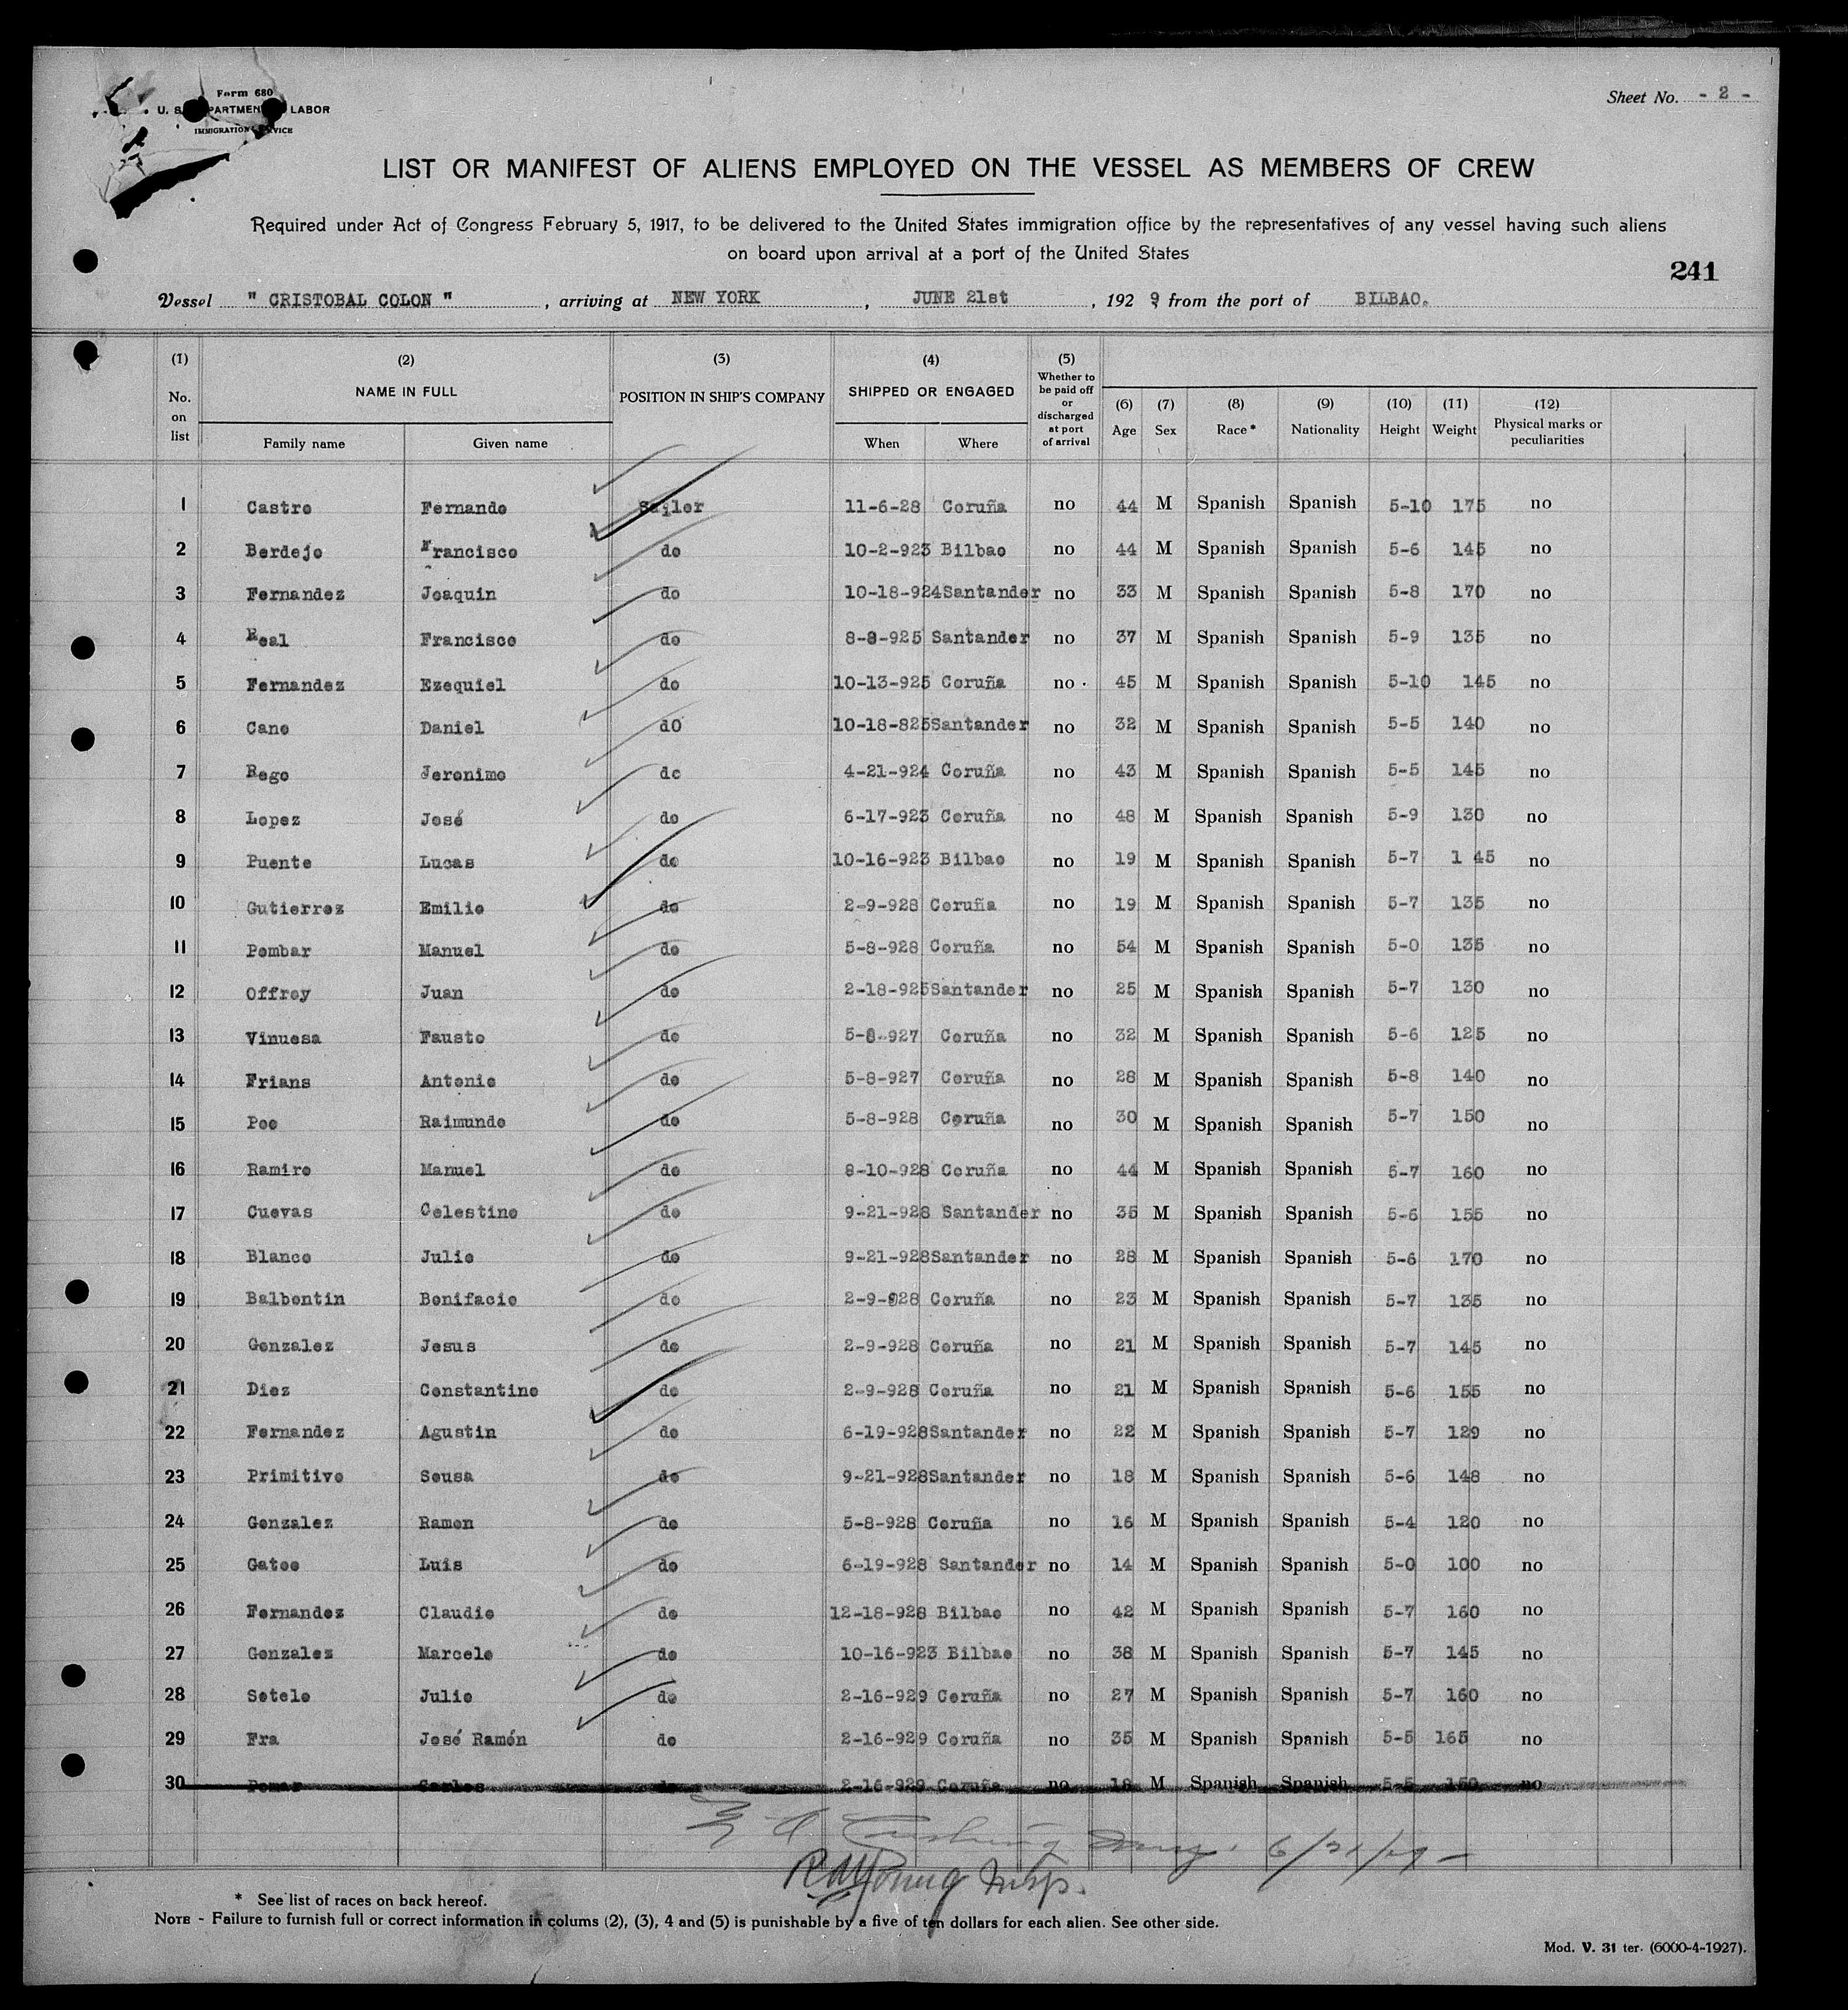 Form 680
U. S. DEPARTMENT LABOR
IMMIGRATION SERVICE
Sheet No. - 2 -
LIST OR MANIFEST OF ALIENS EMPLOYED ON THE VESSEL AS MEMBERS OF CREW
Required under Act of Congress February 5, 1917, to be delivered to the United States immigration office by the representatives of any vessel having such aliens
on board upon arrival at a port of the United States
241
Vessel " CRISTOBAL COLON " , arriving at NEW YORK , JUNE 21st , 192 9 from the port of BILBAO.
(1) No. on list (2) NAME IN FULL Family name Given name (3) POSITION IN SHIP'S COMPANY (4) SHIPPED OR ENGAGED When Where (5) Whether to be paid off or discharged at port of arrival (6) Age (7) Sex (8) Race* (9) Nationality (10) Height (11) Weight (12) Physical marks or peculiarities
1 Castro Fernando Sailor 11-6-28 Coruña no 44 M Spanish Spanish 5-10 175 no
2 Berdejo Francisco do 10-2-923 Bilbao no 44 M Spanish Spanish 5-6 145 no
3 Fernandez Joaquin do 10-18-924 Santander no 33 M Spanish Spanish 5-8 170 no
4 Real Francisco do 8-8-925 Santander no 37 M Spanish Spanish 5-9 135 no
5 Fernandez Ezequiel do 10-13-925 Coruña no 45 M Spanish Spanish 5-10 145 no
6 Cano Daniel dO 10-18-825 Santander no 32 M Spanish Spanish 5-5 140 no
7 Rego Jeronimo do 4-21-924 Coruña no 43 M Spanish Spanish 5-5 145 no
8 Lopez José do 6-17-923 Coruña no 48 M Spanish Spanish 5-9 130 no
9 Puente Lucas do 10-16-923 Bilbao no 19 M Spanish Spanish 5-7 1 45 no
10 Gutierrez Emilio do 2-9-928 Coruña no 19 M Spanish Spanish 5-7 135 no
11 Pombar Manuel do 5-8-928 Coruña no 54 M Spanish Spanish 5-0 135 no
12 Offroy Juan do 2-18-925 Santander no 25 M Spanish Spanish 5-7 130 no
13 Vinuesa Fausto do 5-8-927 Coruña no 32 M Spanish Spanish 5-6 125 no
14 Frians Antonio do 5-8-927 Coruña no 28 M Spanish Spanish 5-8 140 no
15 Poo Raimundo do 5-8-928 Coruña no 30 M Spanish Spanish 5-7 150 no
16 Ramiro Manuel do 8-10-928 Coruña no 44 M Spanish Spanish 5-7 160 no
17 Cuevas Celestino do 9-21-928 Santander no 35 M Spanish Spanish 5-6 155 no
18 Blanco Julio do 9-21-928 Santander no 28 M Spanish Spanish 5-6 170 no
19 Balbontin Bonifacio do 2-9-928 Coruña no 23 M Spanish Spanish 5-7 135 no
20 Gonzalez Jesus do 2-9-928 Coruña no 21 M Spanish Spanish 5-7 145 no
21 Diez Constantino do 2-9-928 Coruña no 21 M Spanish Spanish 5-6 155 no
22 Fernandez Agustin do 6-19-928 Santander no 22 M Spanish Spanish 5-7 129 no
23 Primitivo Sousa do 9-21-928 Santander no 18 M Spanish Spanish 5-6 148 no
24 Gonzalez Ramon do 5-8-928 Coruña no 16 M Spanish Spanish 5-4 120 no
25 Gatoo Luis do 6-19-928 Santander no 14 M Spanish Spanish 5-0 100 no
26 Fernandez Claudio do 12-18-928 Bilbao no 42 M Spanish Spanish 5-7 160 no
27 Gonzalez Marcelo do 10-16-923 Bilbao no 38 M Spanish Spanish 5-7 145 no
28 Sotelo Julio do 2-16-929 Coruña no 27 M Spanish Spanish 5-7 160 no
29 Fra José Ramón do 2-16-929 Coruña no 35 M Spanish Spanish 5-5 165 no
30 Pomar Carlos do 2-16-929 Coruña no 18 M Spanish Spanish 5-5 150 no
Cushing 6/21/29
Young Insp.
* See list of races on back hereof.
NOTE - Failure to furnish full or correct information in colums (2), (3), 4 and (5) is punishable by a five of ten dollars for each alien. See other side.
Mod. V. 31 ter. (6000-4-1927).